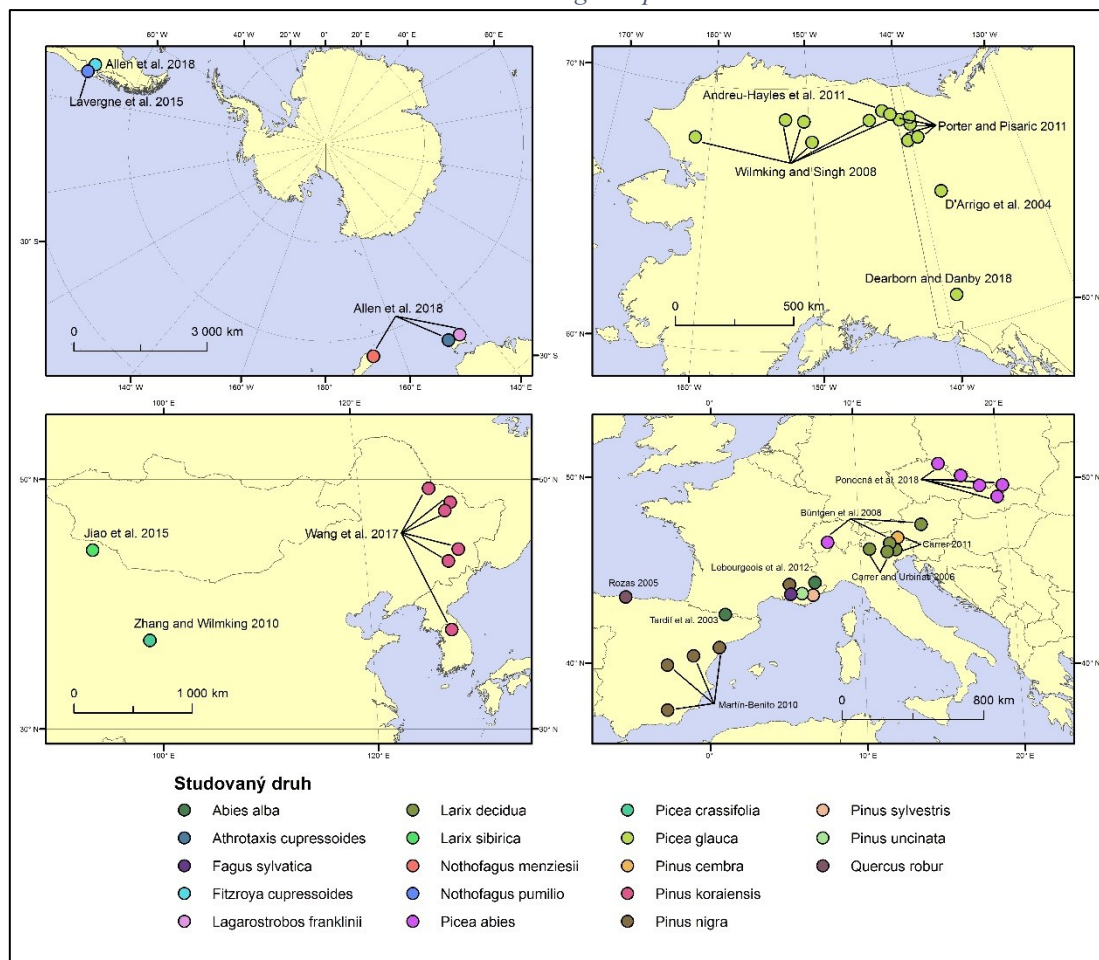 60° W
40° W
20° W
0°
20° E
40° E
60° E
Allen et al. 2018
Lavergne et al. 2015
30° S
Allen et al. 2018
0
3 000 km
30° S
140° W
160° W
180°
160° E
140° E
170° W
160° W
150° W
140° W
130° W
70° N
70° N
Andreu-Hayles et al. 2011
Porter and Pisaric 2011
Wilmking and Singh 2008
D'Arrigo et al. 2004
Dearborn and Danby 2018
0
500 km
60° N
60° N
160° W
150° W
140° W
100° E
120° E
50° N
50° N
Jiao et al. 2015
Wang et al. 2017
Zhang and Wilmking 2010
0
1 000 km
30° N
30° N
100° E
120° E
0°
10° E
20° E
50° N
50° N
Ponocná et al. 2018
Büntgen et al. 2008
Carrer 2011
Lebourgeois et al. 2012
Carrer and Urbinati 2006
Rozas 2005
Tardif et al. 2003
40° N
40° N
Martín-Benito 2010
0
800 km
0°
10° E
20° E
Studovaný druh
Abies alba
Athrotaxis cupressoides
Fagus sylvatica
Fitzroya cupressoides
Lagarostrobos franklinii
Larix decidua
Larix sibirica
Nothofagus menziesii
Nothofagus pumilio
Picea abies
Picea crassifolia
Picea glauca
Pinus cembra
Pinus koraiensis
Pinus nigra
Pinus sylvestris
Pinus uncinata
Quercus robur